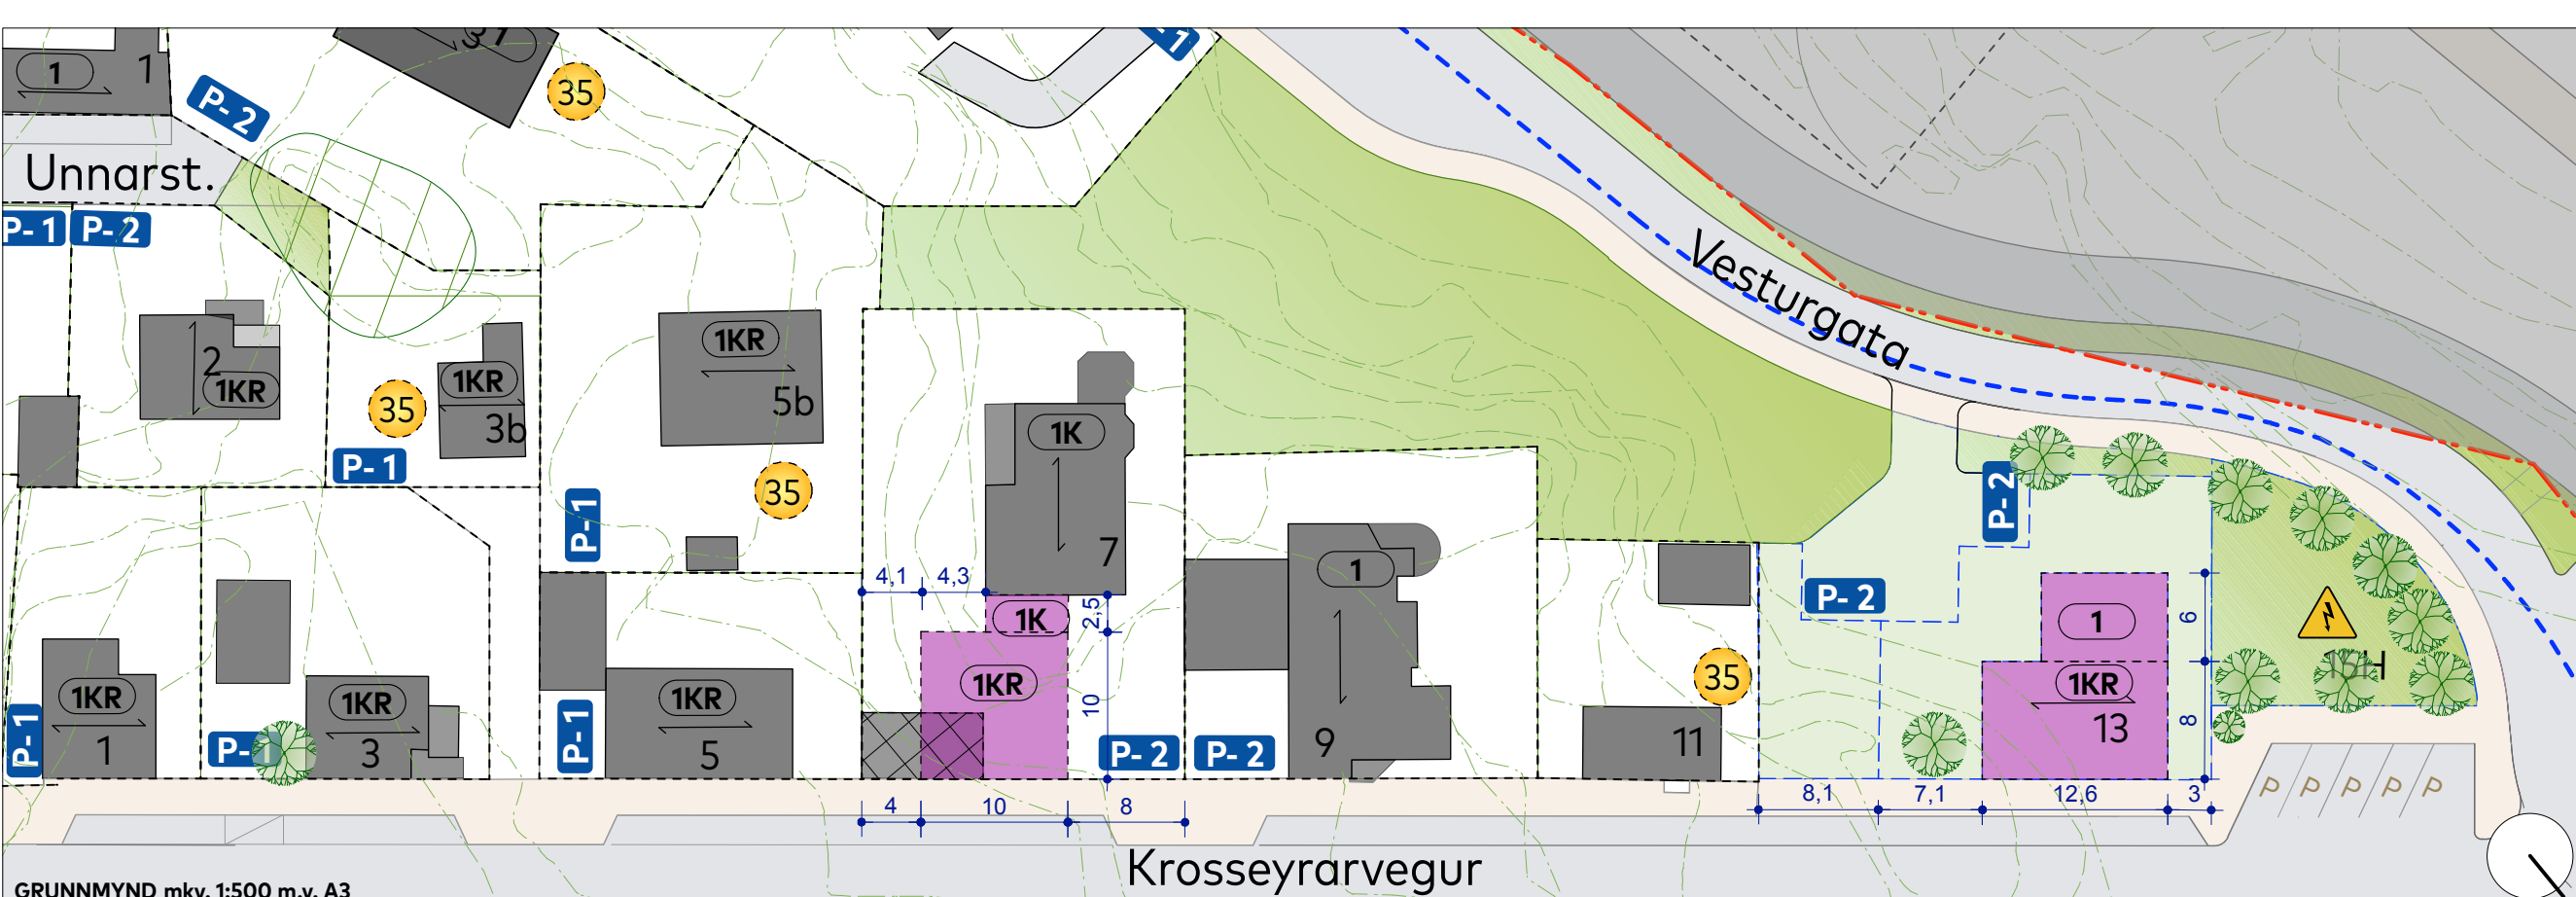 1
1
31
35
P-1
P-2
Unnarst.
P-1
P-2
Vesturgata
2
1KR
1KR
3b
35
P-1
1KR
5b
35
P-1
1K
7
4,1
4,3
1K
2,5
1KR
10
P-2
P-2
1
9
35
11
P-2
P-2
1
6
1KR
13
8
1KR
1
P-1
P-1
1KR
3
P-1
1KR
5
4
10
8
8,1
7,1
12,6
3
P P P P P
Krosseyrarvegur
GRUNNMYND mkv. 1:500 m.v. A3